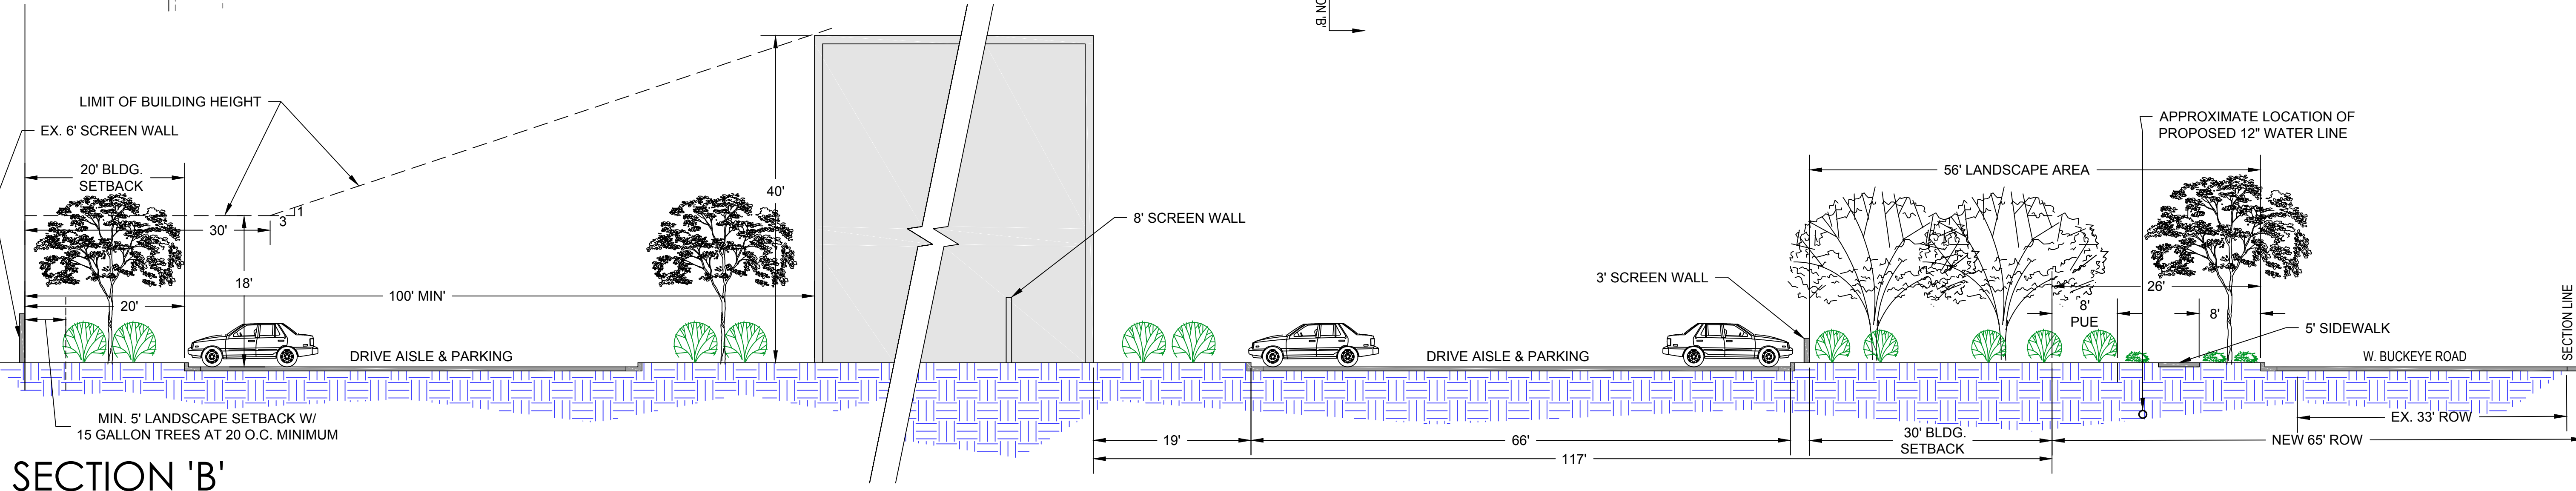 ON 'B'
LIMIT OF BUILDING HEIGHT
EX. 6' SCREEN WALL
20' BLDG.
SETBACK
1
3
30'
18'
100' MIN'
20'
DRIVE AISLE & PARKING
MIN. 5' LANDSCAPE SETBACK W/
15 GALLON TREES AT 20 O.C. MINIMUM
40'
8' SCREEN WALL
19'
66'
117'
DRIVE AISLE & PARKING
3' SCREEN WALL
56' LANDSCAPE AREA
30' BLDG.
SETBACK
APPROXIMATE LOCATION OF
PROPOSED 12" WATER LINE
26'
8'
PUE
8'
5' SIDEWALK
W. BUCKEYE ROAD
SECTION LINE
EX. 33' ROW
NEW 65' ROW
SECTION 'B'